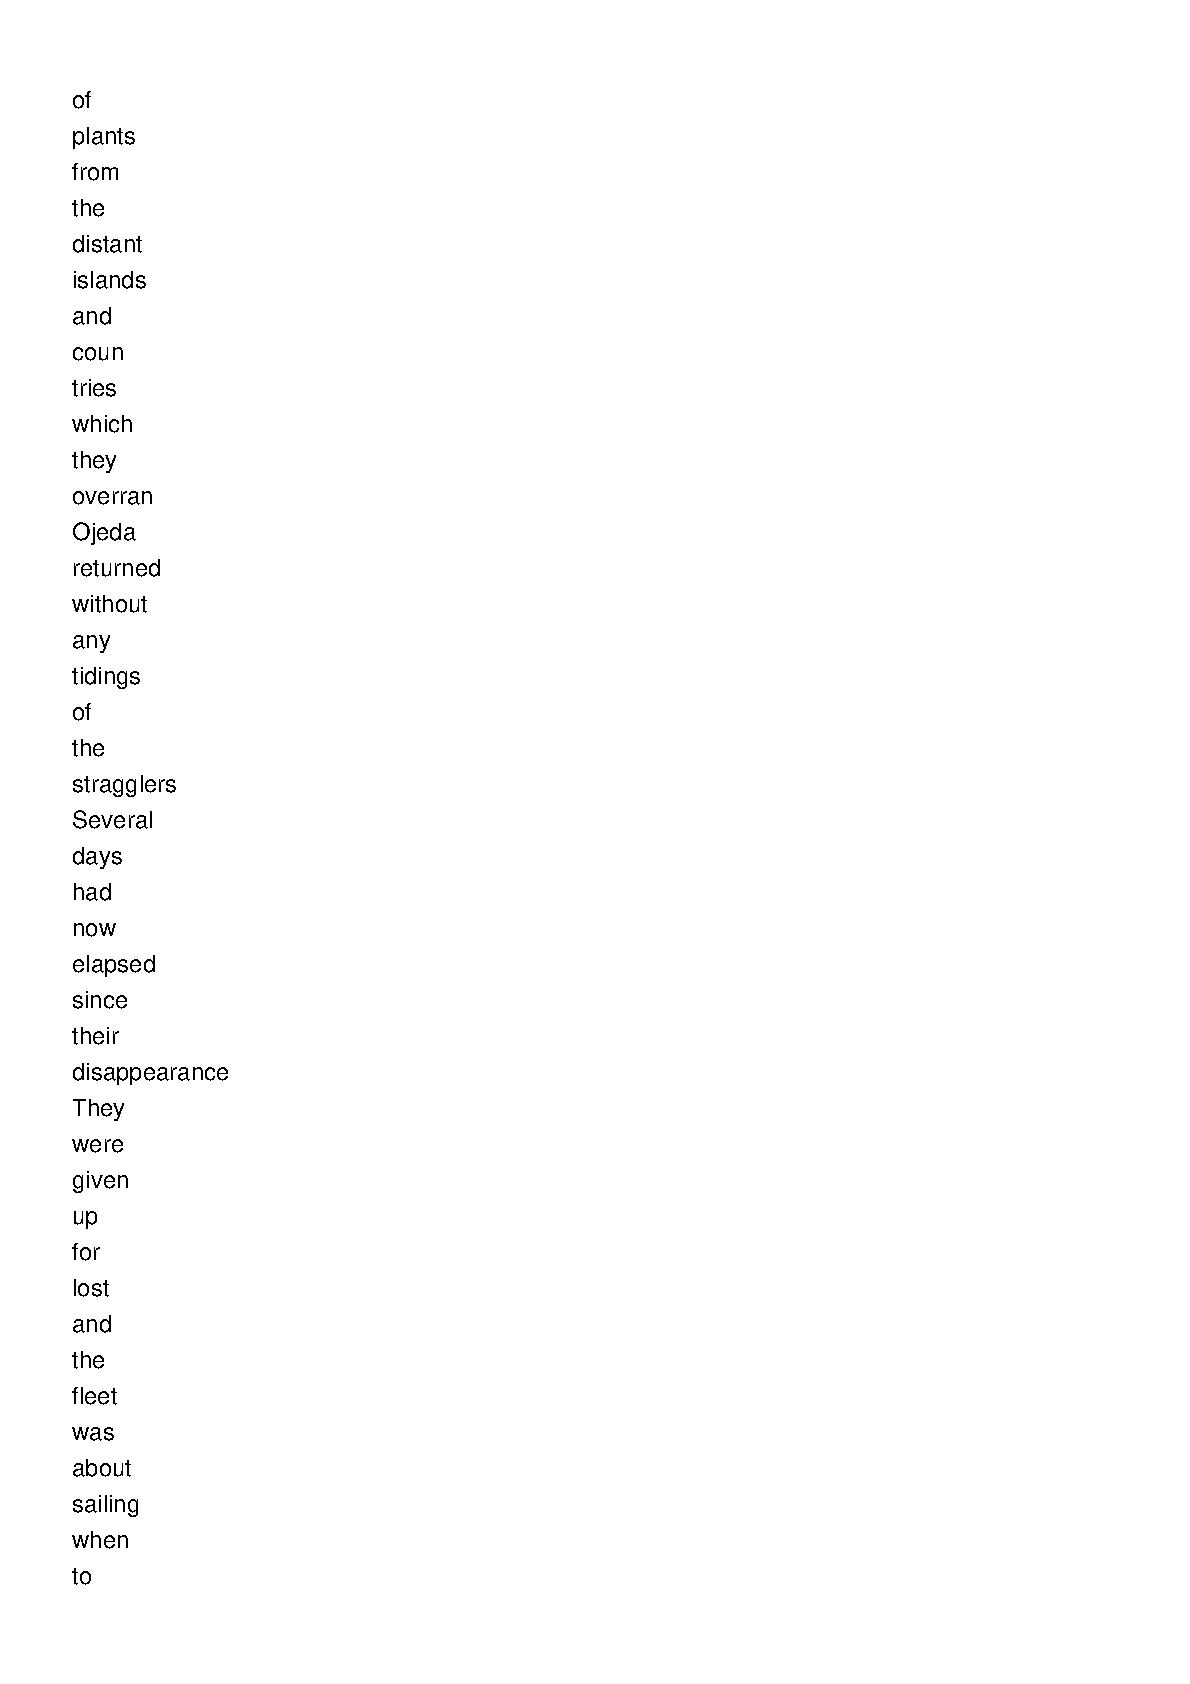 of
plants
from
the
distant
islands
and
coun
tries
which
they
overran
Ojeda
returned
without
any
tidings
of
the
stragglers
Several
days
had
now
elapsed
since
their
disappearance
They
were
given
up
for
lost
and
the
fleet
was
about
sailing
when
to